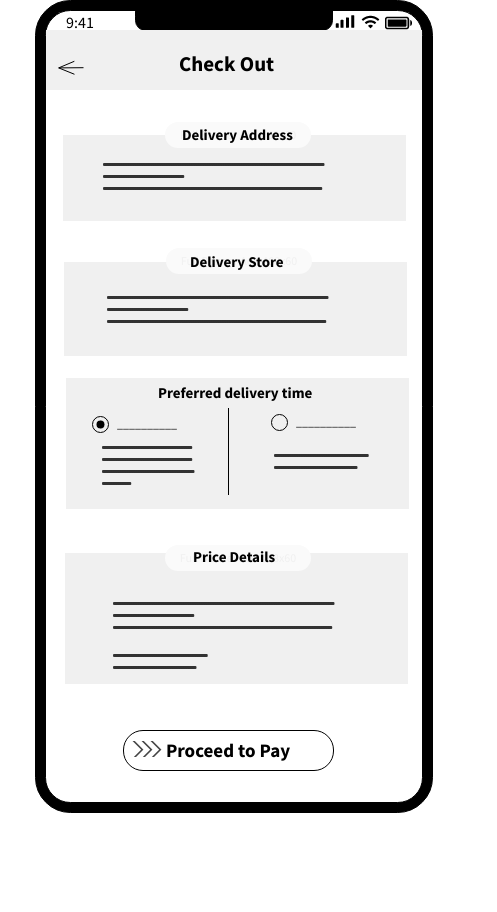 9:41
Check Out
Delivery Address
Delivery Store
Preferred delivery time
Price Details
Proceed to Pay